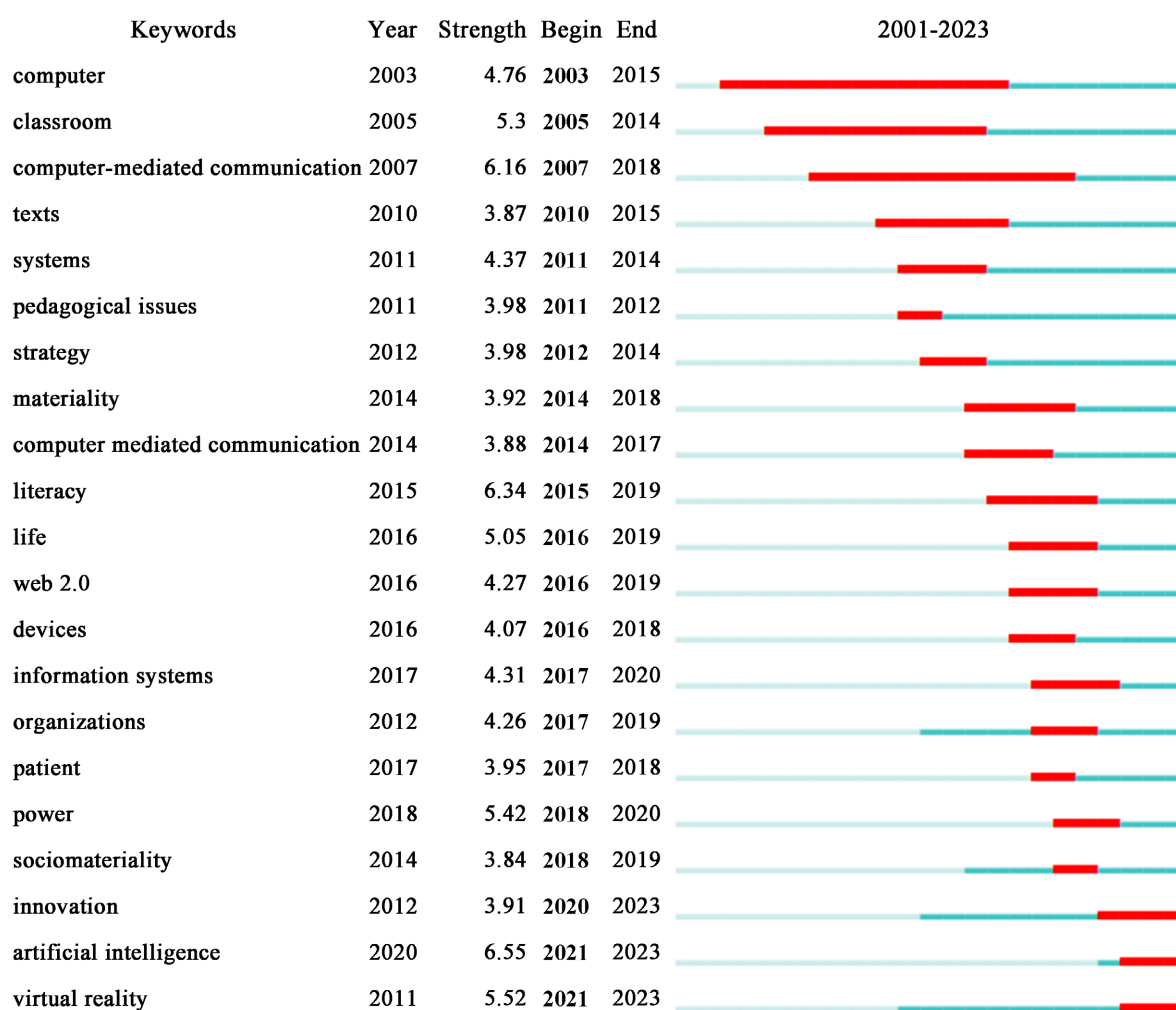 Keywords Year Strength Begin End 2001-2023
computer 2003 4.76 2003 2015
classroom 2005 5.3 2005 2014
computer-mediated communication 2007 6.16 2007 2018
texts 2010 3.87 2010 2015
systems 2011 4.37 2011 2014
pedagogical issues 2011 3.98 2011 2012
strategy 2012 3.98 2012 2014
materiality 2014 3.92 2014 2018
computer mediated communication 2014 3.88 2014 2017
literacy 2015 6.34 2015 2019
life 2016 5.05 2016 2019
web 2.0 2016 4.27 2016 2019
devices 2016 4.07 2016 2018
information systems 2017 4.31 2017 2020
organizations 2012 4.26 2017 2019
patient 2017 3.95 2017 2018
power 2018 5.42 2018 2020
sociomateriality 2014 3.84 2018 2019
innovation 2012 3.91 2020 2023
artificial intelligence 2020 6.55 2021 2023
virtual reality 2011 5.52 2021 2023